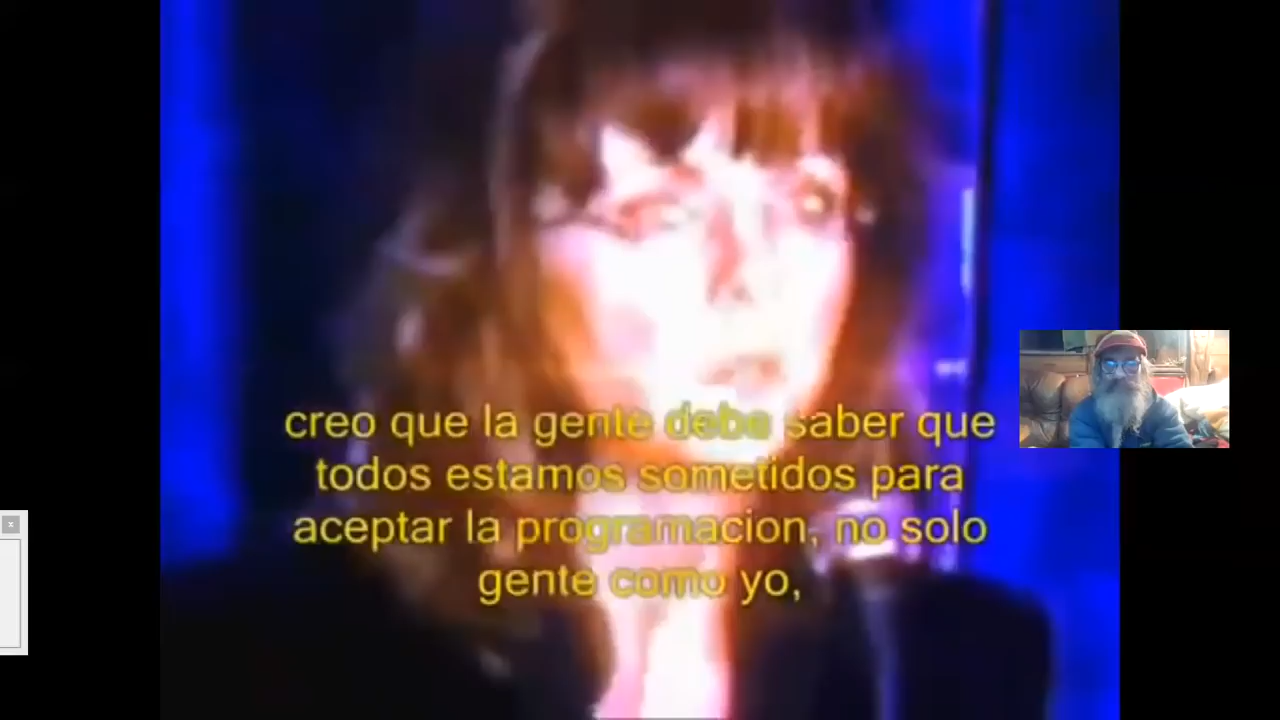 creo que la gente debe saber que
todos estamos sometidos para
aceptar la programacion, no solo
gente como yo,